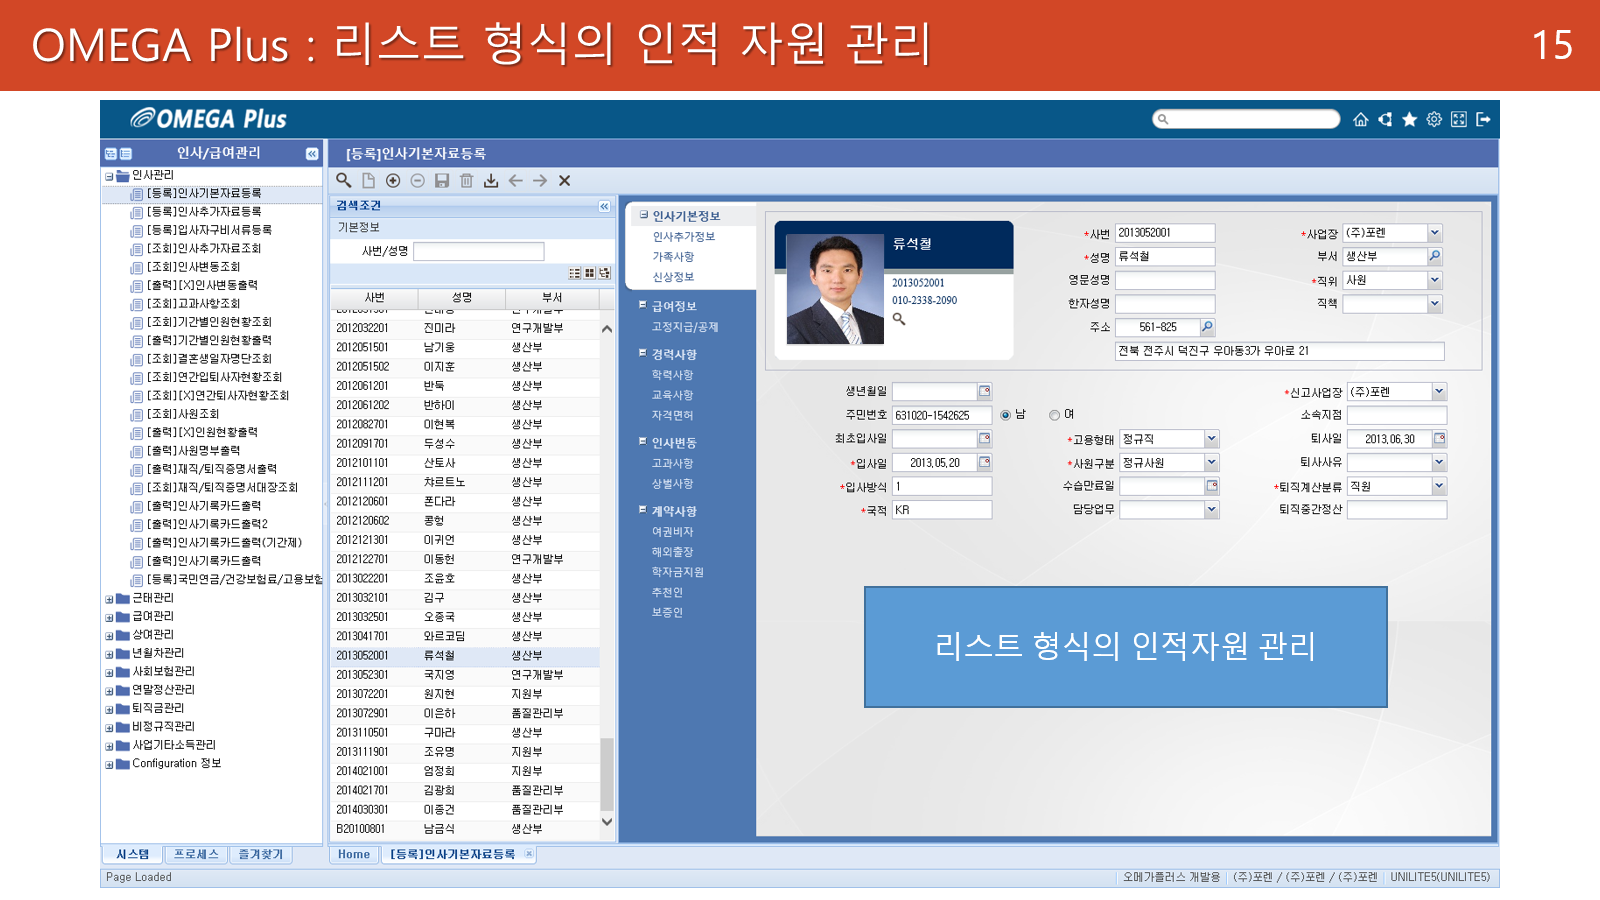 OMEGA Plus : 리스트 형식의 인적 자원 관리
15
OMEGA Plus
인사/급여관리
[등록]인사기본자료등록
인사관리
[등록]인사기본자료등록
[등록]인사추가자료등록
[등록]입사자구비서류등록
[조회]인사추가자료조회
[조회]인사변동조회
[출력][X]인사변동출력
[조회]고과사항조회
[조회]기간별인원현황조회
[출력]기간별인원현황출력
[조회]결혼생일자명단조회
[조회]연간입퇴사자현황조회
[조회][X]연간퇴사자현황조회
[조회]사원조회
[출력][X]인원현황출력
[출력]사원명부출력
[출력]재직/퇴직증명서출력
[조회]재직/퇴직증명서대장조회
[출력]인사기록카드출력
[출력]인사기록카드출력2
[출력]인사기록카드출력(기간제)
[출력]인사기록카드출력
[등록]국민연금/건강보험료/고용보험
근태관리
급여관리
상여관리
년월차관리
사회보험관리
연말정산관리
퇴직금관리
비정규직관리
사업기타소득관리
Configuration 정보
시스템 프로세스 즐겨찾기
검색조건
기본정보
사번/성명
사번 성명 부서
2012032201 진미라 연구개발부
2012051501 남기웅 생산부
2012051502 이지훈 생산부
2012061201 반독 생산부
2012061202 반하이 생산부
2012082701 이현복 생산부
2012091701 두성수 생산부
2012101101 산토사 생산부
2012111201 챠르트노 생산부
2012120601 폰다라 생산부
2012120602 콩헝 생산부
2012121301 이귀연 생산부
2012122701 이동헌 연구개발부
2013022201 조윤호 생산부
2013032101 김구 생산부
2013032501 오종국 생산부
2013041701 와르코딤 생산부
2013052001 류석철 생산부
2013052301 국지영 연구개발부
2013072201 원지현 지원부
2013072901 이은하 품질관리부
2013110501 구마라 생산부
2013111901 조유명 지원부
2014021001 엄정희 지원부
2014021701 김광희 품질관리부
2014030301 이종건 품질관리부
B20100801 남금식 생산부
인사기본정보
인사추가정보
가족사항
신상정보
급여정보
고정지급/공제
경력사항
학력사항
교육사항
자격면허
인사변동
고과사항
상벌사항
계약사항
여권비자
해외출장
학자금지원
추천인
보증인
류석철
2013052001
010-2338-2090
*사번 2013052001 *사업장 (주)포렌
*성명 류석철 부서 생산부
영문성명 *직위 사원
한자성명 직책
주소 561-825
전북 전주시 덕진구 우아동3가 우아로 21
생년월일 *신고사업장 (주)포렌
주민번호 631020-1542625 남 여 소속지점
최초입사일 *고용형태 정규직 퇴사일 2013.06.30
*입사일 2013.05.20 *사원구분 정규사원 퇴사사유
*입사방식 1 수습만료일 *퇴직계산분류 직원
*국적 KR 담당업무 퇴직중간정산
리스트 형식의 인적자원 관리
Home [등록]인사기본자료등록
Page Loaded 오메가플러스 개발용 (주)포렌 / (주)포렌 / (주)포렌 UNILITE5(UNILITE5)